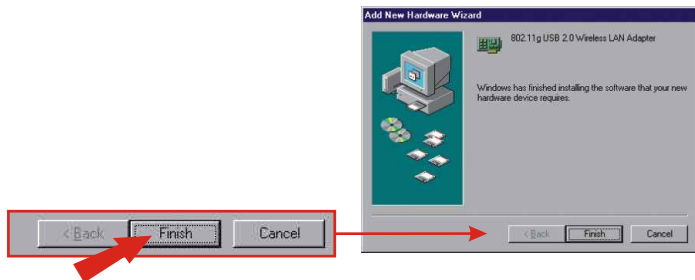 Add New Hardware Wizard
802.11g USB 2.0 Wireless LAN Adapter
Windows has finished installing the software that your new
hardware device requires.
< Back Finish Cancel
< Back Finish Cancel